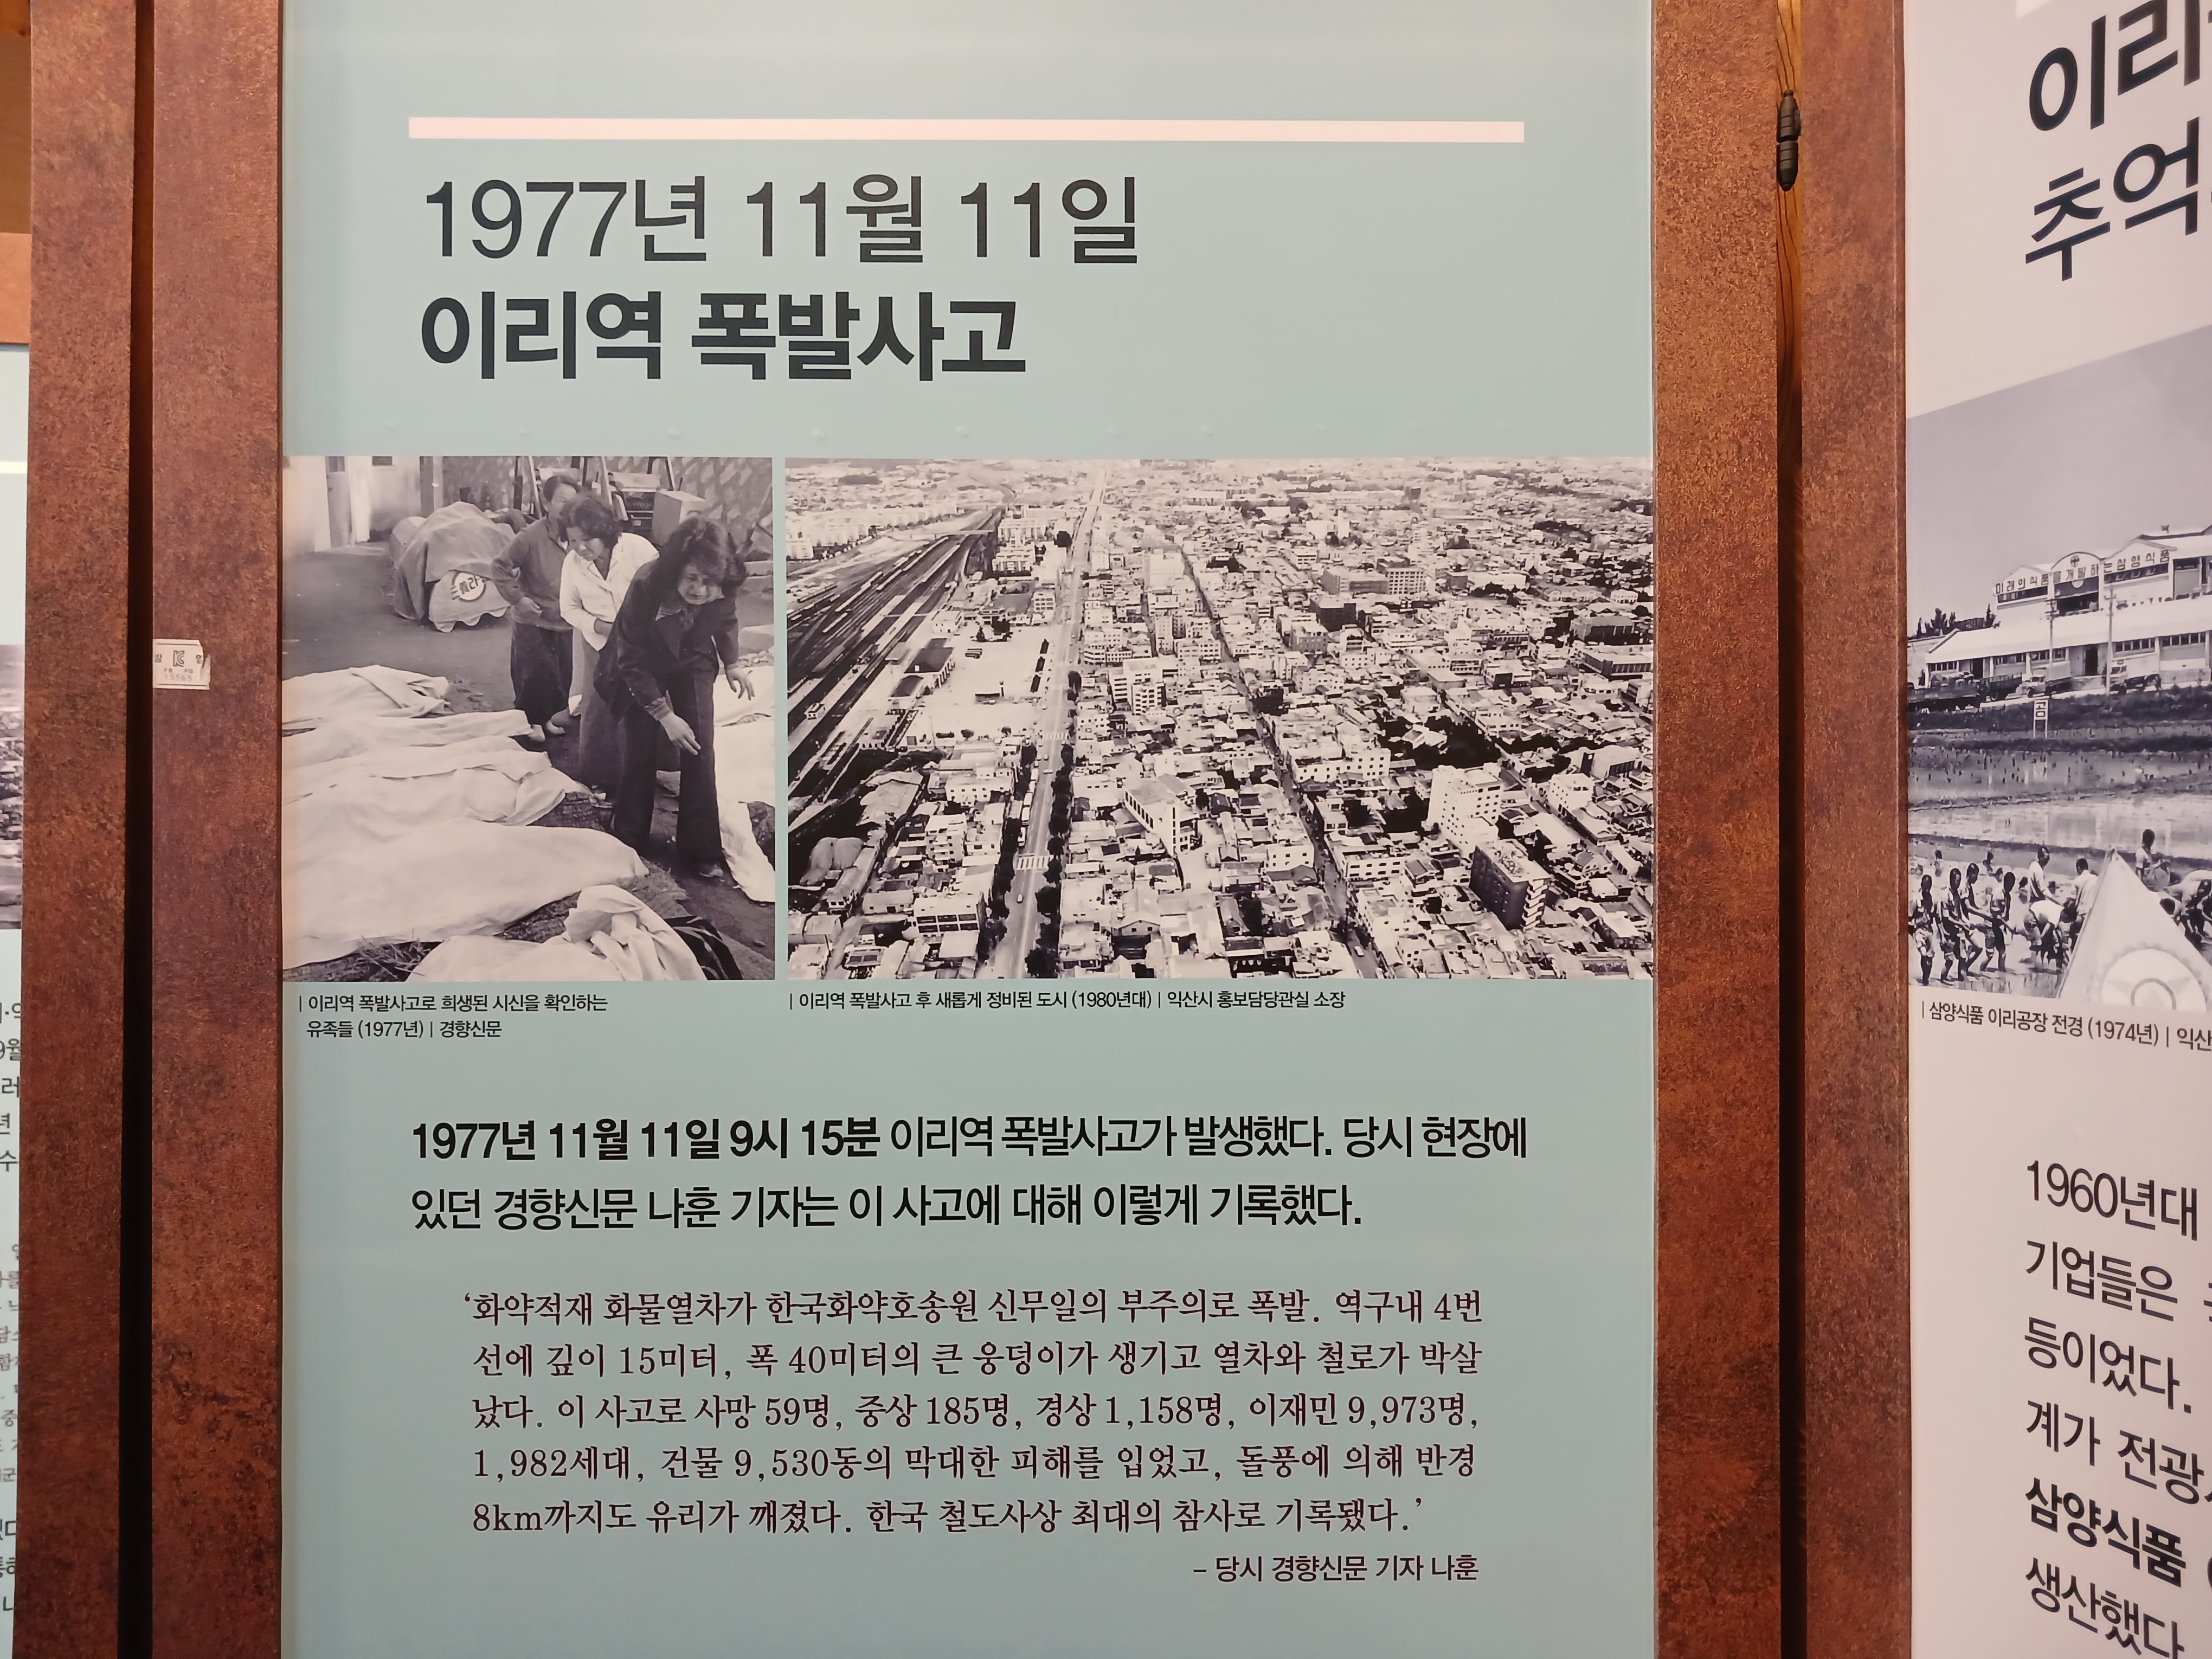 1977년 11월 11일
이리역 폭발사고
| 이리역 폭발사고로 희생된 시신을 확인하는
유족들 (1977년) | 경향신문
| 이리역 폭발사고 후 새롭게 정비된 도시 (1980년대) | 익산시 홍보담당관실 소장
1977년 11월 11일 9시 15분 이리역 폭발사고가 발생했다. 당시 현장에
있던 경향신문 나훈 기자는 이 사고에 대해 이렇게 기록했다.
‘화약적재 화물열차가 한국화약호송원 신무일의 부주의로 폭발. 역구내 4번
선에 깊이 15미터, 폭 40미터의 큰 웅덩이가 생기고 열차와 철로가 박살
났다. 이 사고로 사망 59명, 중상 185명, 경상 1,158명, 이재민 9,973명,
1,982세대, 건물 9,530동의 막대한 피해를 입었고, 돌풍에 의해 반경
8km까지도 유리가 깨졌다. 한국 철도사상 최대의 참사로 기록됐다.’
– 당시 경향신문 기자 나훈
이리
추억
미래의식품을개발하는삼양식품
| 삼양식품 이리공장 전경 (1974년) | 익산
1960년대
기업들은
등이었다.
계가 전광
삼양식품
생산했다